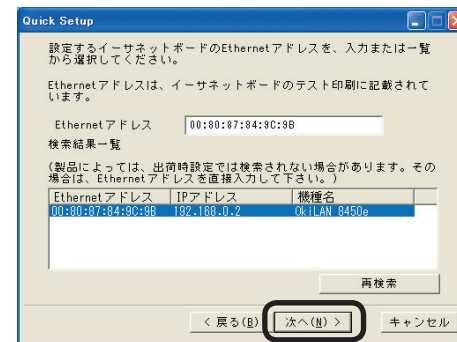 Quick Setup
設定するイーサネットボードのEthernetアドレスを、入力または一覧
から選択してください。
Ethernetアドレスは、イーサネットボードのテスト印刷に記載されて
います。
Ethernetアドレス 00:80:87:84:9C:9B
検索結果一覧
(製品によっては、出荷時設定では検索されない場合があります。その
場合は、Ethernetアドレスを直接入力して下さい。)
Ethernetアドレス IPアドレス 機種名
00:80:87:84:9C:9B 192.168.0.2 OkiLAN 8450e
再検索
< 戻る(B) 次へ(N) > キャンセル